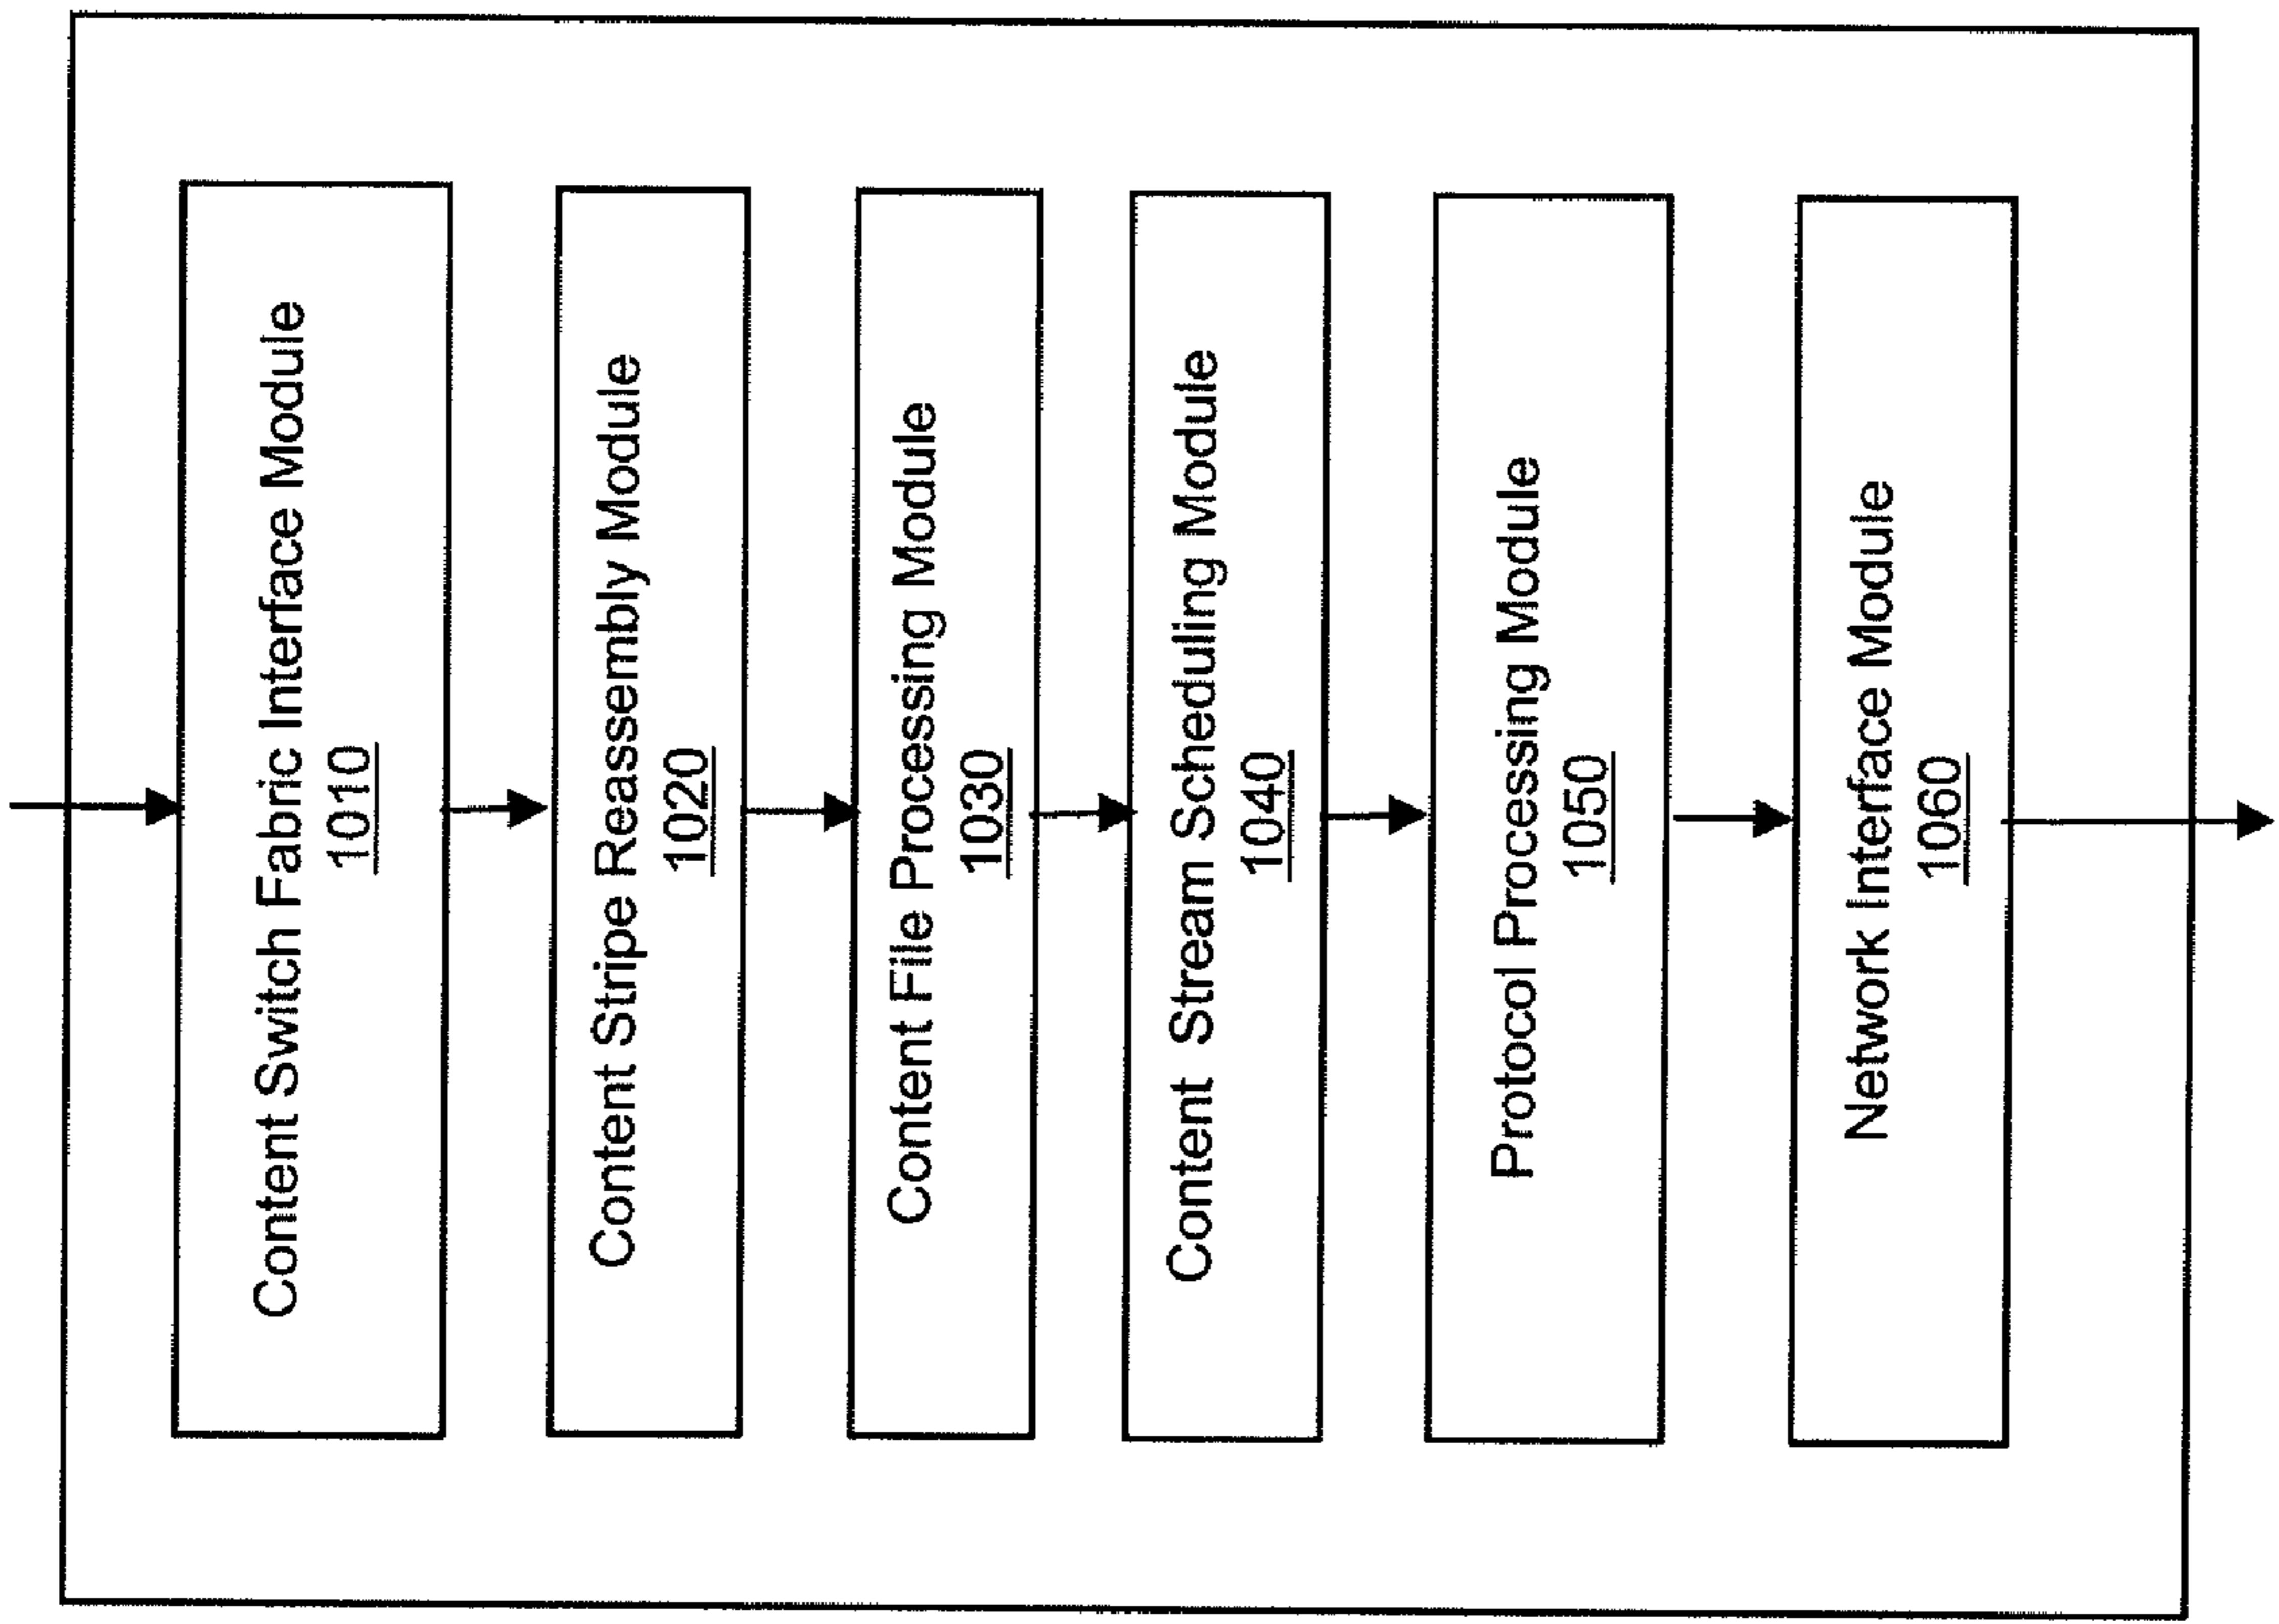 Content Switch Fabric Interface Module
1010
Content Stripe Reassembly Module
1020
Content File Processing Module
1030
Content Stream Scheduling Module
1040
Protocol Processing Module
1050
Network Interface Module
1060